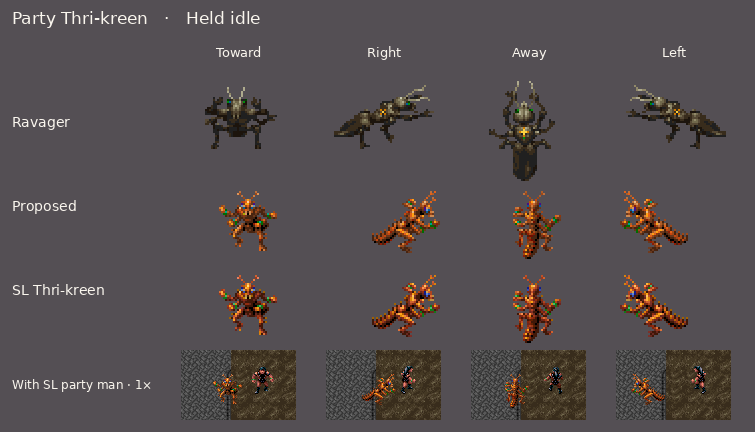 Party Thri-kreen · Held idle
Toward Right Away Left
Ravager
Proposed
SL Thri-kreen
With SL party man · 1×